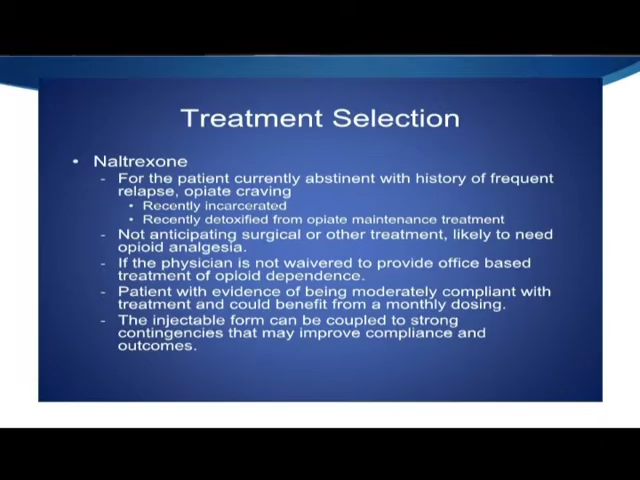 Treatment Selection
• Naltrexone
- For the patient currently abstinent with history of frequent
relapse, opiate craving
• Recently incarcerated
• Recently detoxified from opiate maintenance treatment
- Not anticipating surgical or other treatment, likely to need
opioid analgesia.
- If the physician is not waivered to provide office based
treatment of opioid dependence.
- Patient with evidence of being moderately compliant with
treatment and could benefit from a monthly dosing.
- The injectable form can be coupled to strong
contingencies that may improve compliance and
outcomes.